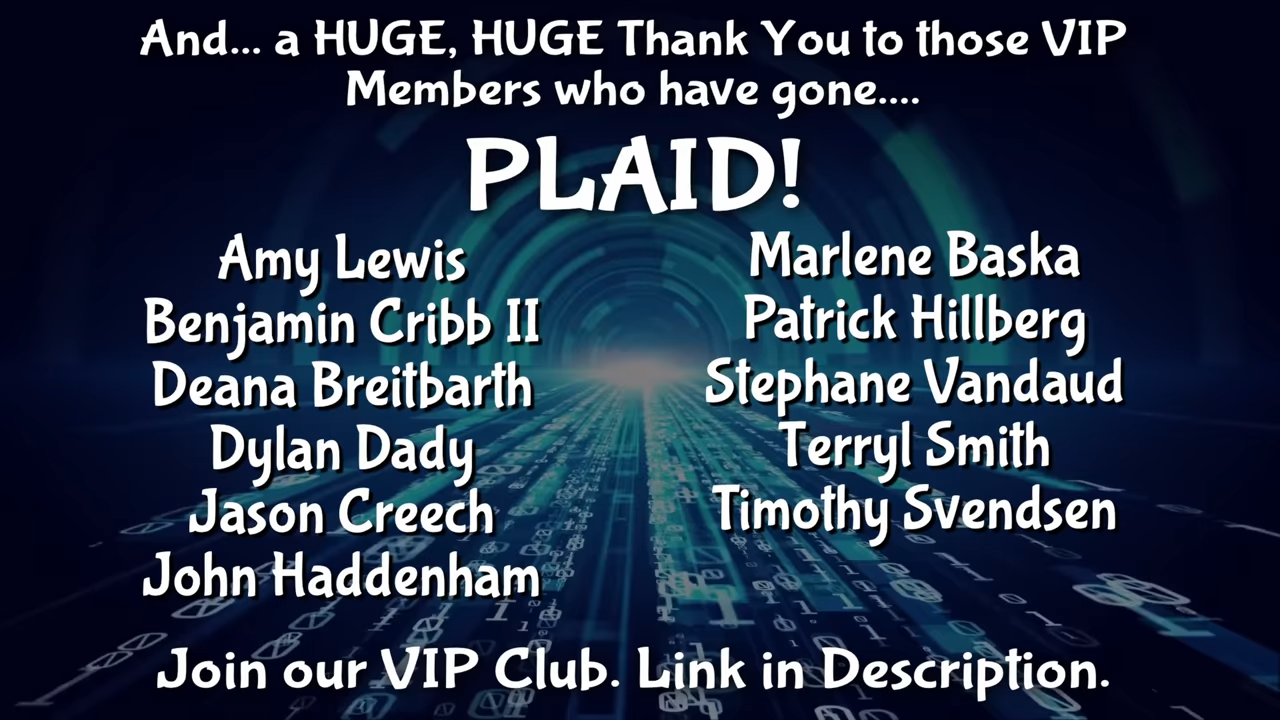 And... a HUGE, HUGE Thank You to those VIP
Members who have gone....
PLAID!
Amy Lewis
Benjamin Cribb II
Deana Breitbarth
Dylan Dady
Jason Creech
John Haddenham
Marlene Baska
Patrick Hillberg
Stephane Vandaud
Terryl Smith
Timothy Svendsen
Join our VIP Club. Link in Description.